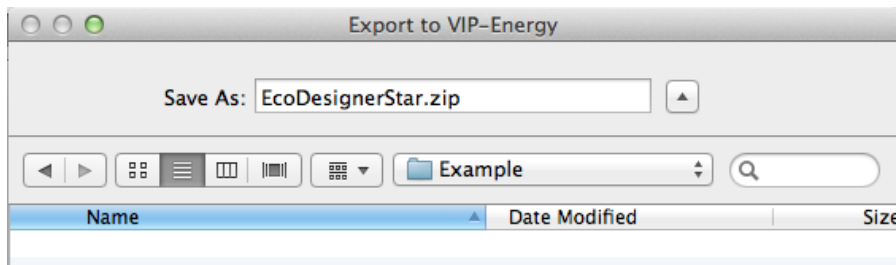 Export to VIP-Energy
Save As: EcoDesignerStar.zip
Example
Name Date Modified Size